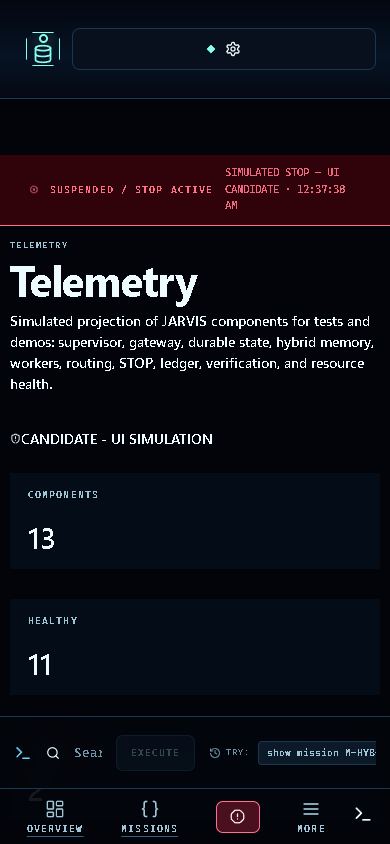 SUSPENDED / STOP ACTIVE
SIMULATED STOP — UI
CANDIDATE · 12:37:38
AM
TELEMETRY
Telemetry
Simulated projection of JARVIS components for tests and
demos: supervisor, gateway, durable state, hybrid memory,
workers, routing, STOP, ledger, verification, and resource
health.
CANDIDATE - UI SIMULATION
COMPONENTS
13
HEALTHY
11
Sear
EXECUTE
TRY:
show mission M-HYB
2
OVERVIEW
MISSIONS
MORE